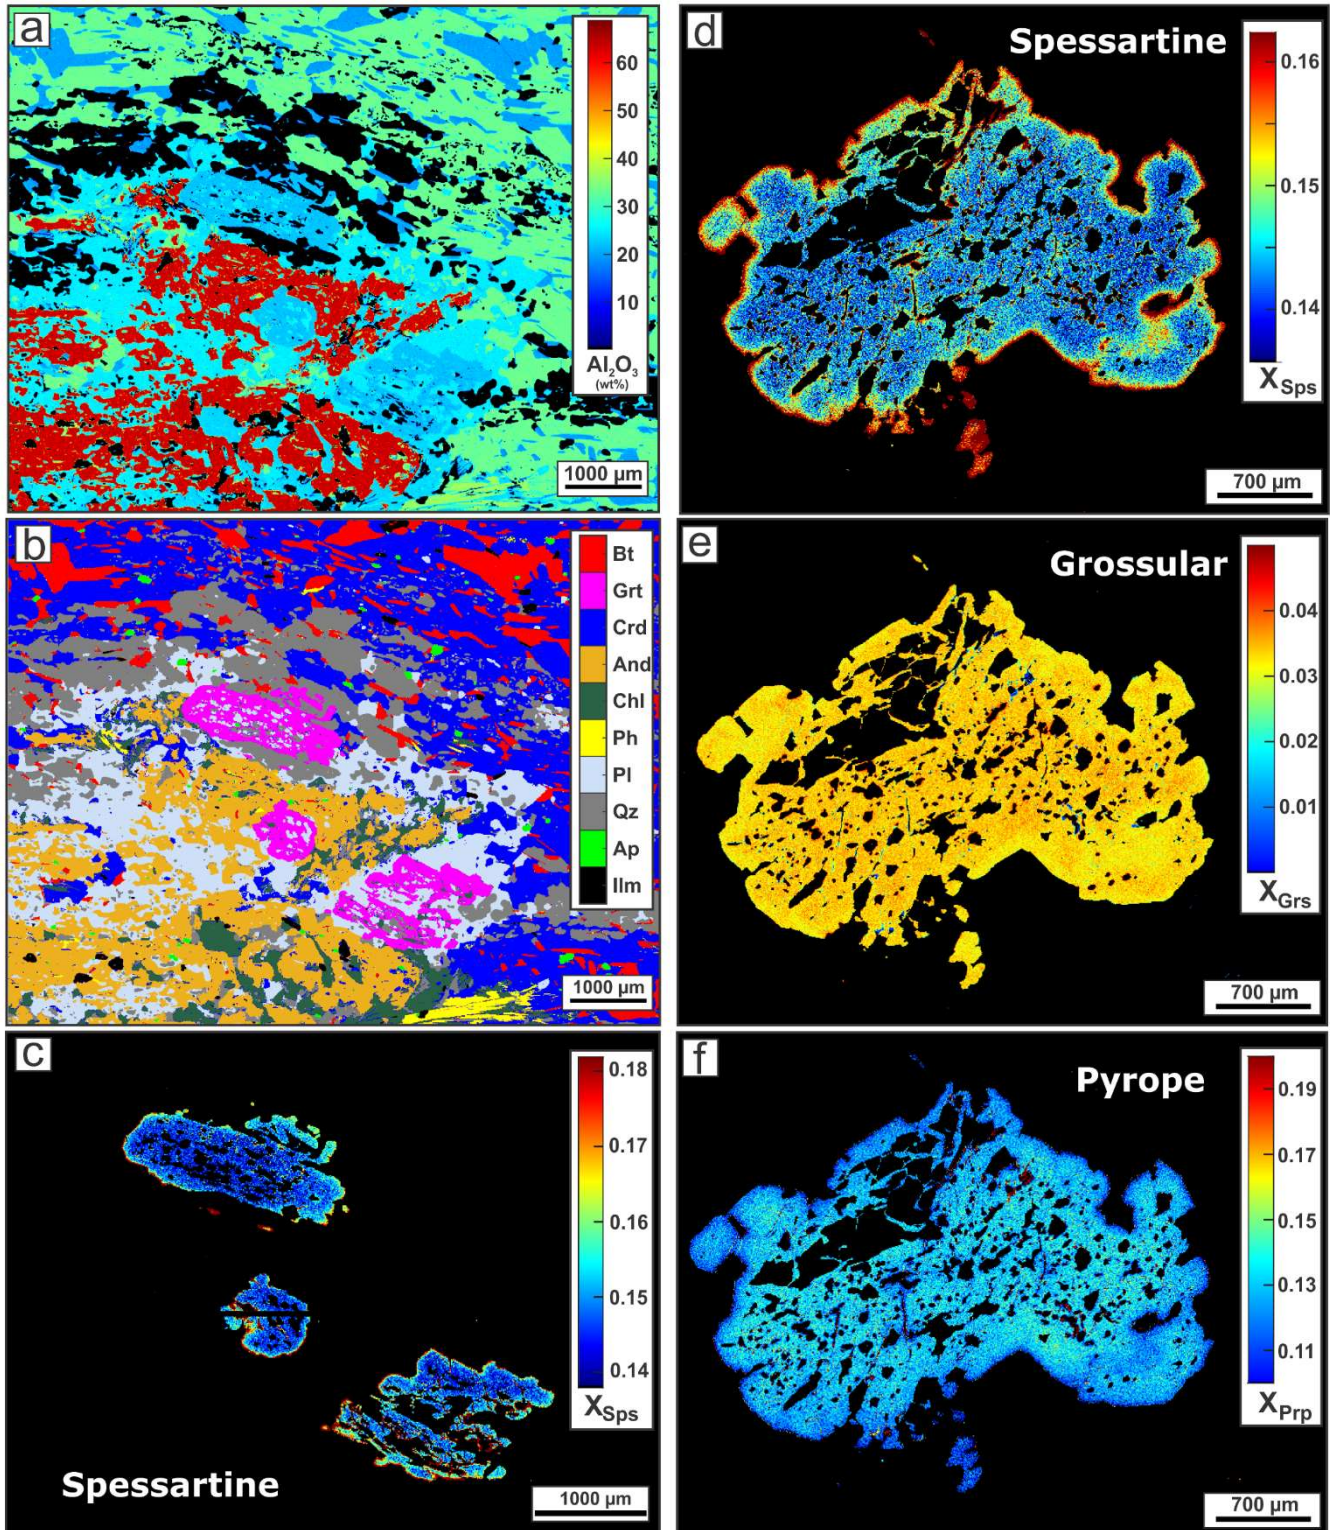 a
60
50
40
30
20
10
Al₂O₃
(wt%)
1000 µm
b
Bt
Grt
Crd
And
Chl
Ph
Pl
Qz
Ap
Ilm
1000 µm
c
0.18
0.17
0.16
0.15
0.14
XSps
Spessartine
1000 µm
d
Spessartine
0.16
0.15
0.14
XSps
700 µm
e
Grossular
0.04
0.03
0.02
0.01
XGrs
700 µm
f
Pyrope
0.19
0.17
0.15
0.13
0.11
XPrp
700 µm